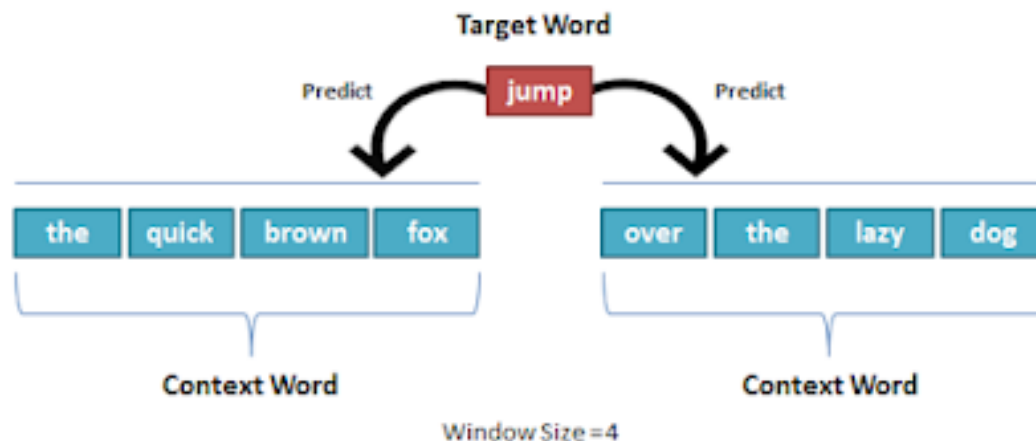 Target Word
Predict jump Predict
the quick brown fox over the lazy dog
Context Word Context Word
Window Size=4